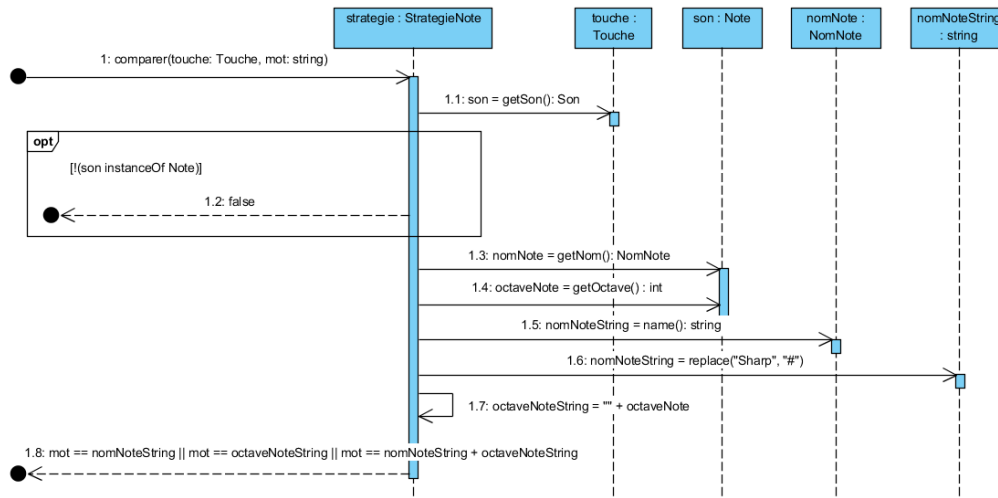 strategie : StrategieNote
touche :
Touche
son : Note
nomNote :
NomNote
nomNoteString
: string
1: comparer(touche: Touche, mot: string)
1.1: son = getSon(): Son
opt
[!(son instanceOf Note)]
1.2: false
1.3: nomNote = getNom(): NomNote
1.4: octaveNote = getOctave() : int
1.5: nomNoteString = name(): string
1.6: nomNoteString = replace("Sharp", "#")
1.7: octaveNoteString = "" + octaveNote
1.8: mot == nomNoteString || mot == octaveNoteString || mot == nomNoteString + octaveNoteString